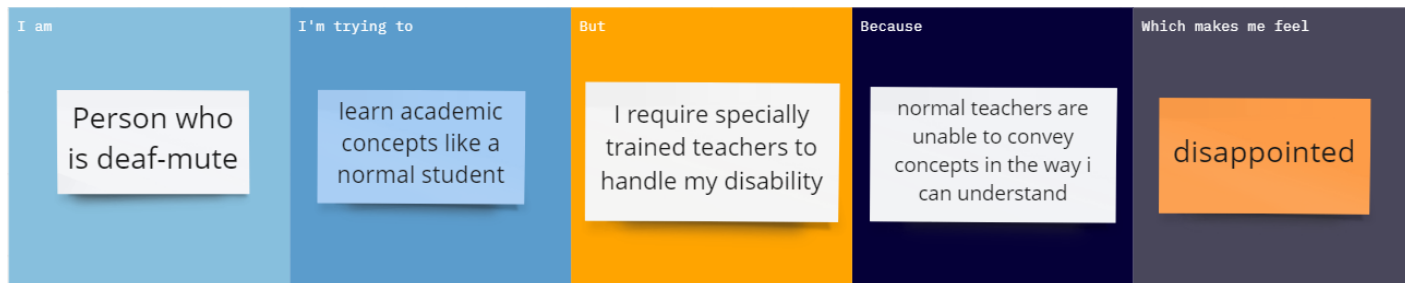 I am
Person who
is deaf-mute
I'm trying to
learn academic
concepts like a
normal student
But
I require specially
trained teachers to
handle my disability
Because
normal teachers are
unable to convey
concepts in the way i
can understand
Which makes me feel
disappointed